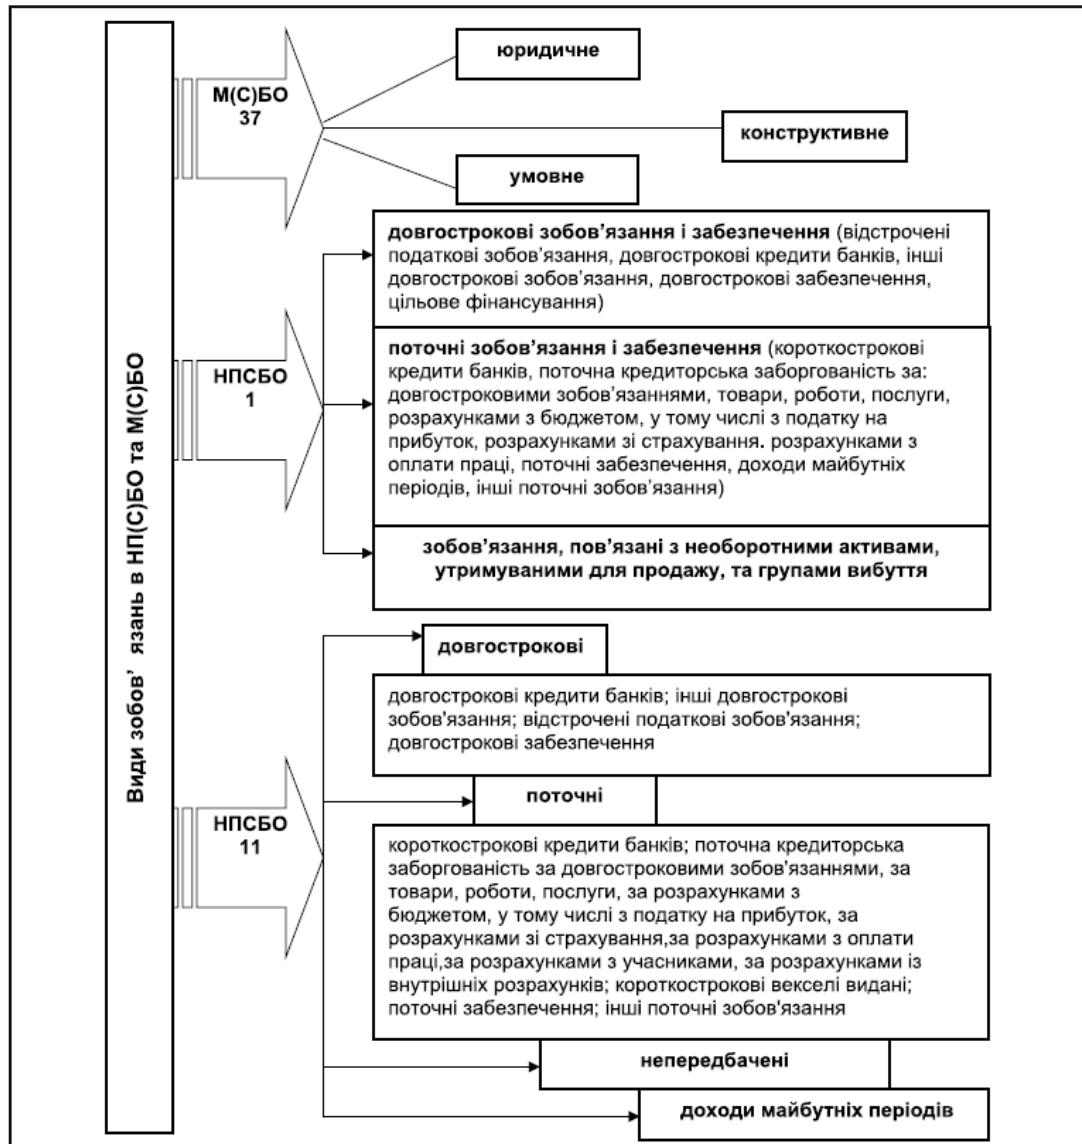 Види зобов’ язань в НП(С)БО та М(С)БО
М(С)БО
37
юридичне
конструктивне
умовне
НПСБО
1
довгострокові зобов’язання і забезпечення (відстрочені
податкові зобов’язання, довгострокові кредити банків, інші
довгострокові зобов’язання, довгострокові забезпечення,
цільове фінансування)
поточні зобов’язання і забезпечення (короткострокові
кредити банків, поточна кредиторська заборгованість за:
довгостроковими зобов’язаннями, товари, роботи, послуги,
розрахунками з бюджетом, у тому числі з податку на
прибуток, розрахунками зі страхування. розрахунками з
оплати праці, поточні забезпечення, доходи майбутніх
періодів, інші поточні зобов’язання)
зобов’язання, пов’язані з необоротними активами,
утримуваними для продажу, та групами вибуття
НПСБО
11
довгострокові
довгострокові кредити банків; інші довгострокові
зобов'язання; відстрочені податкові зобов'язання;
довгострокові забезпечення
поточні
короткострокові кредити банків; поточна кредиторська
заборгованість за довгостроковими зобов'язаннями, за
товари, роботи, послуги, за розрахунками з
бюджетом, у тому числі з податку на прибуток, за
розрахунками зі страхування,за розрахунками з оплати
праці,за розрахунками з учасниками, за розрахунками із
внутрішніх розрахунків; короткострокові векселі видані;
поточні забезпечення; інші поточні зобов'язання
непередбачені
доходи майбутніх періодів